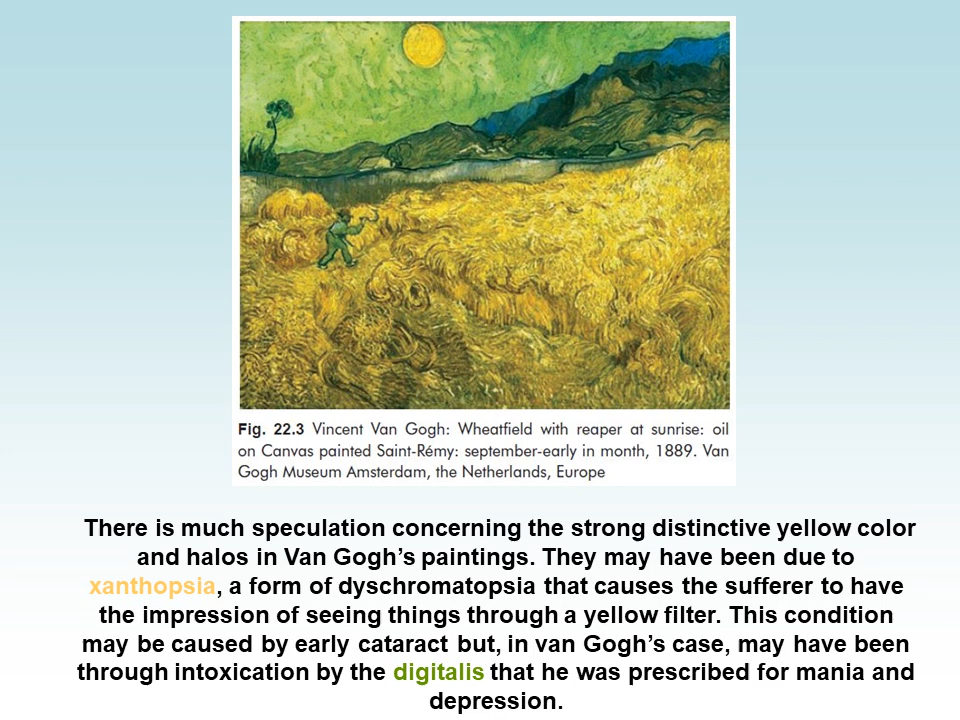 Fig. 22.3 Vincent Van Gogh: Wheatfield with reaper at sunrise: oil
on Canvas painted Saint-Rémy: september-early in month, 1889. Van
Gogh Museum Amsterdam, the Netherlands, Europe
There is much speculation concerning the strong distinctive yellow color
and halos in Van Gogh’s paintings. They may have been due to
xanthopsia, a form of dyschromatopsia that causes the sufferer to have
the impression of seeing things through a yellow filter. This condition
may be caused by early cataract but, in van Gogh’s case, may have been
through intoxication by the digitalis that he was prescribed for mania and
depression.